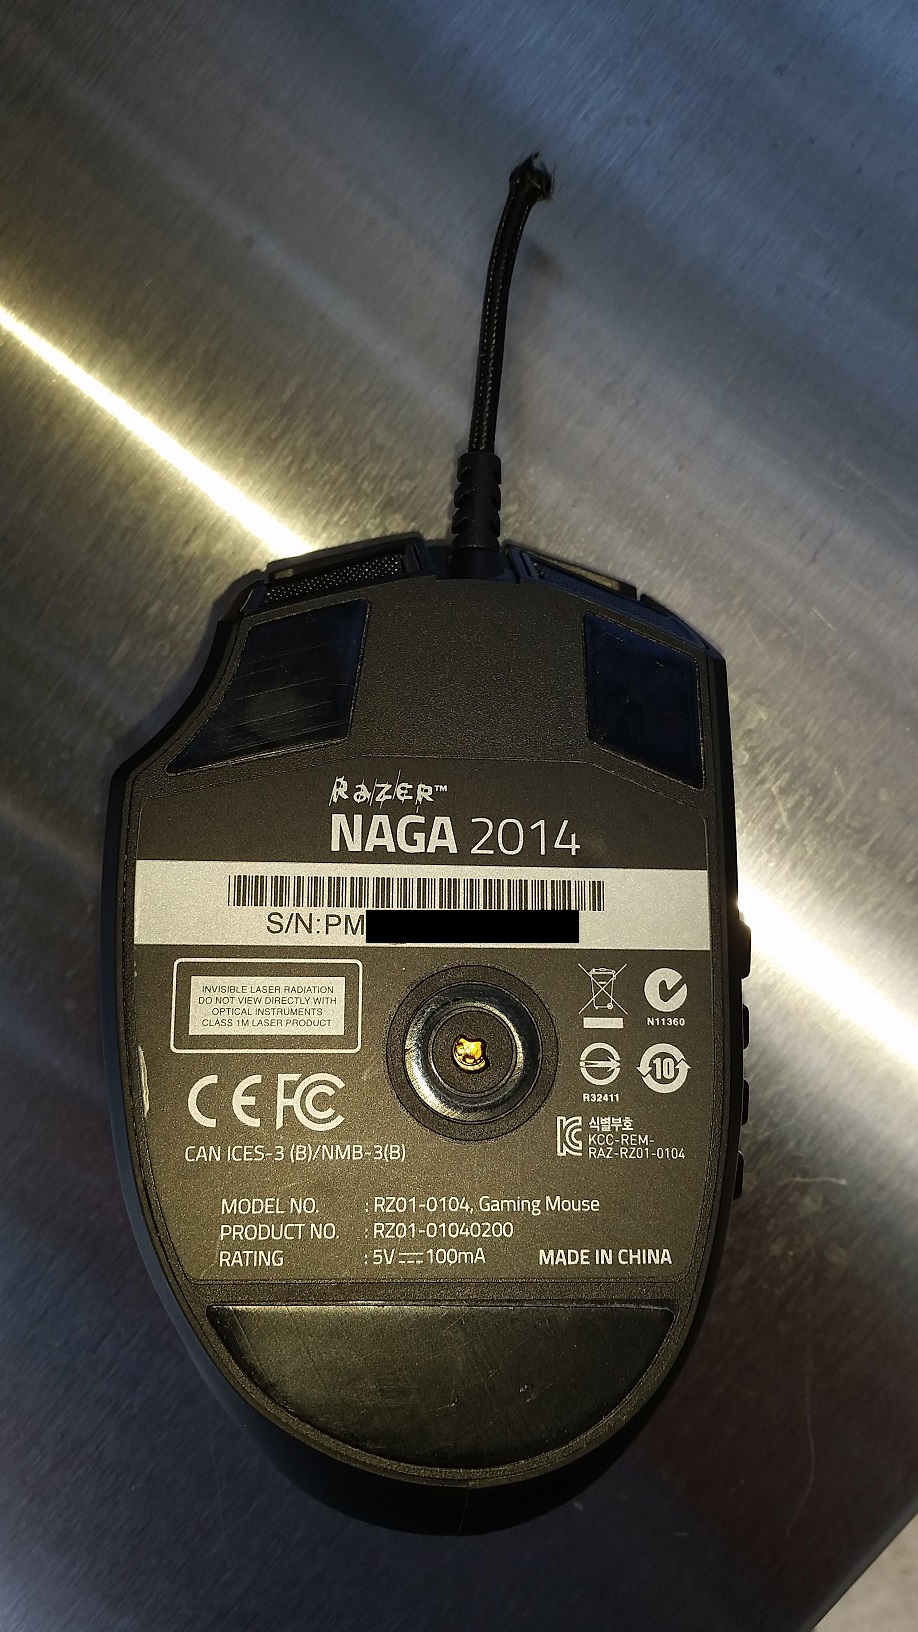 RAZER™
NAGA 2014
S/N:PM
INVISIBLE LASER RADIATION
DO NOT VIEW DIRECTLY WITH
OPTICAL INSTRUMENTS
CLASS 1M LASER PRODUCT
N11360
R32411
10
CE FC
CAN ICES-3 (B)/NMB-3(B)
식별부호
KCC-REM-
RAZ-RZ01-0104
MODEL NO. : RZ01-0104, Gaming Mouse
PRODUCT NO. : RZ01-01040200
RATING : 5V⎓100mA MADE IN CHINA